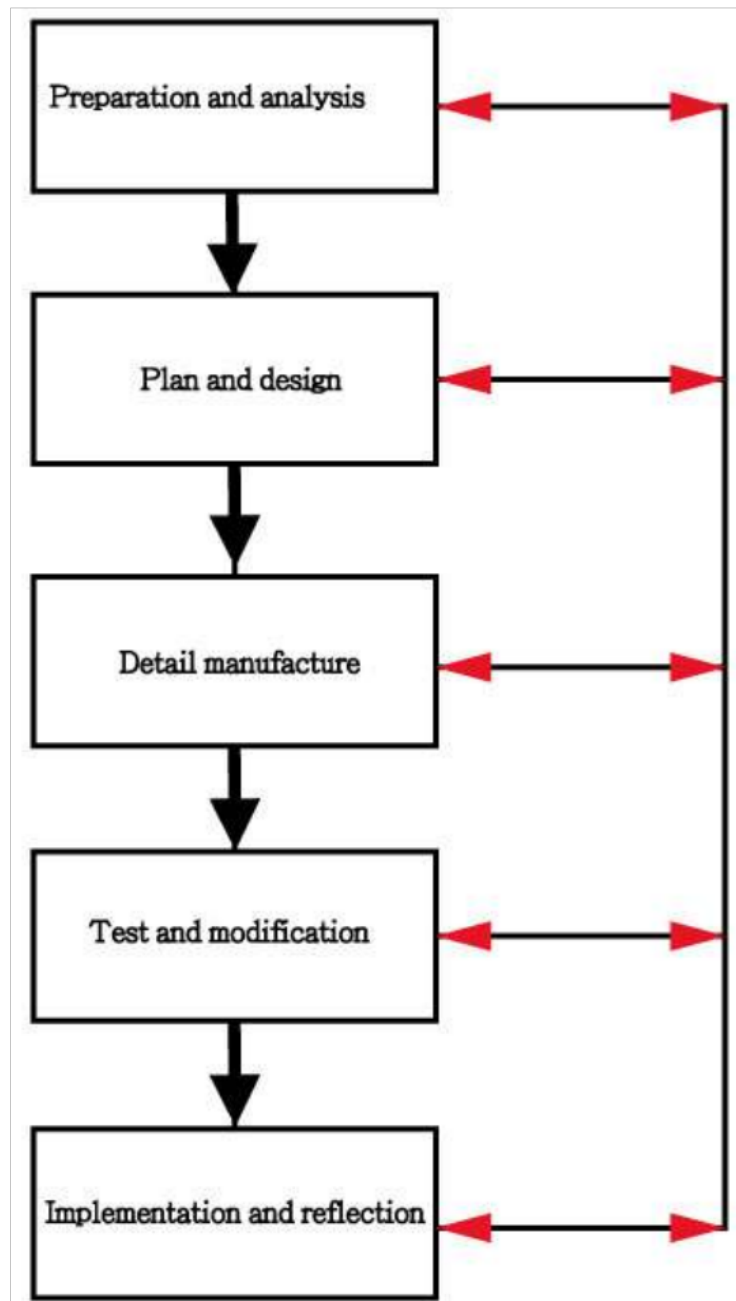 Preparation and analysis
Plan and design
Detail manufacture
Test and modification
Implementation and reflection